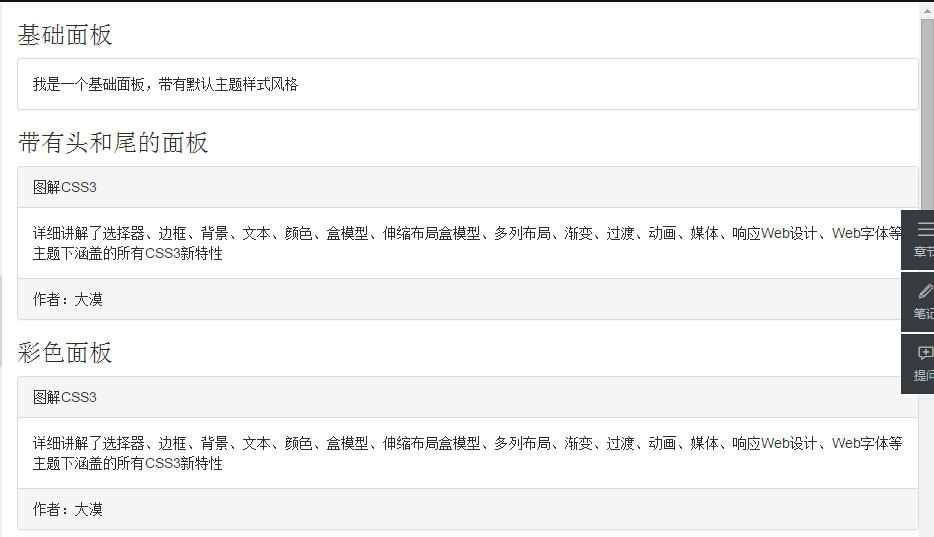 基础面板
我是一个基础面板，带有默认主题样式风格
带有头和尾的面板
图解CSS3
详细讲解了选择器、边框、背景、文本、颜色、盒模型、伸缩布局盒模型、多列布局、渐变、过渡、动画、媒体、响应Web设计、Web字体等
主题下涵盖的所有CSS3新特性
作者：大漠
章节
笔记
提问
彩色面板
图解CSS3
详细讲解了选择器、边框、背景、文本、颜色、盒模型、伸缩布局盒模型、多列布局、渐变、过渡、动画、媒体、响应Web设计、Web字体等
主题下涵盖的所有CSS3新特性
作者：大漠